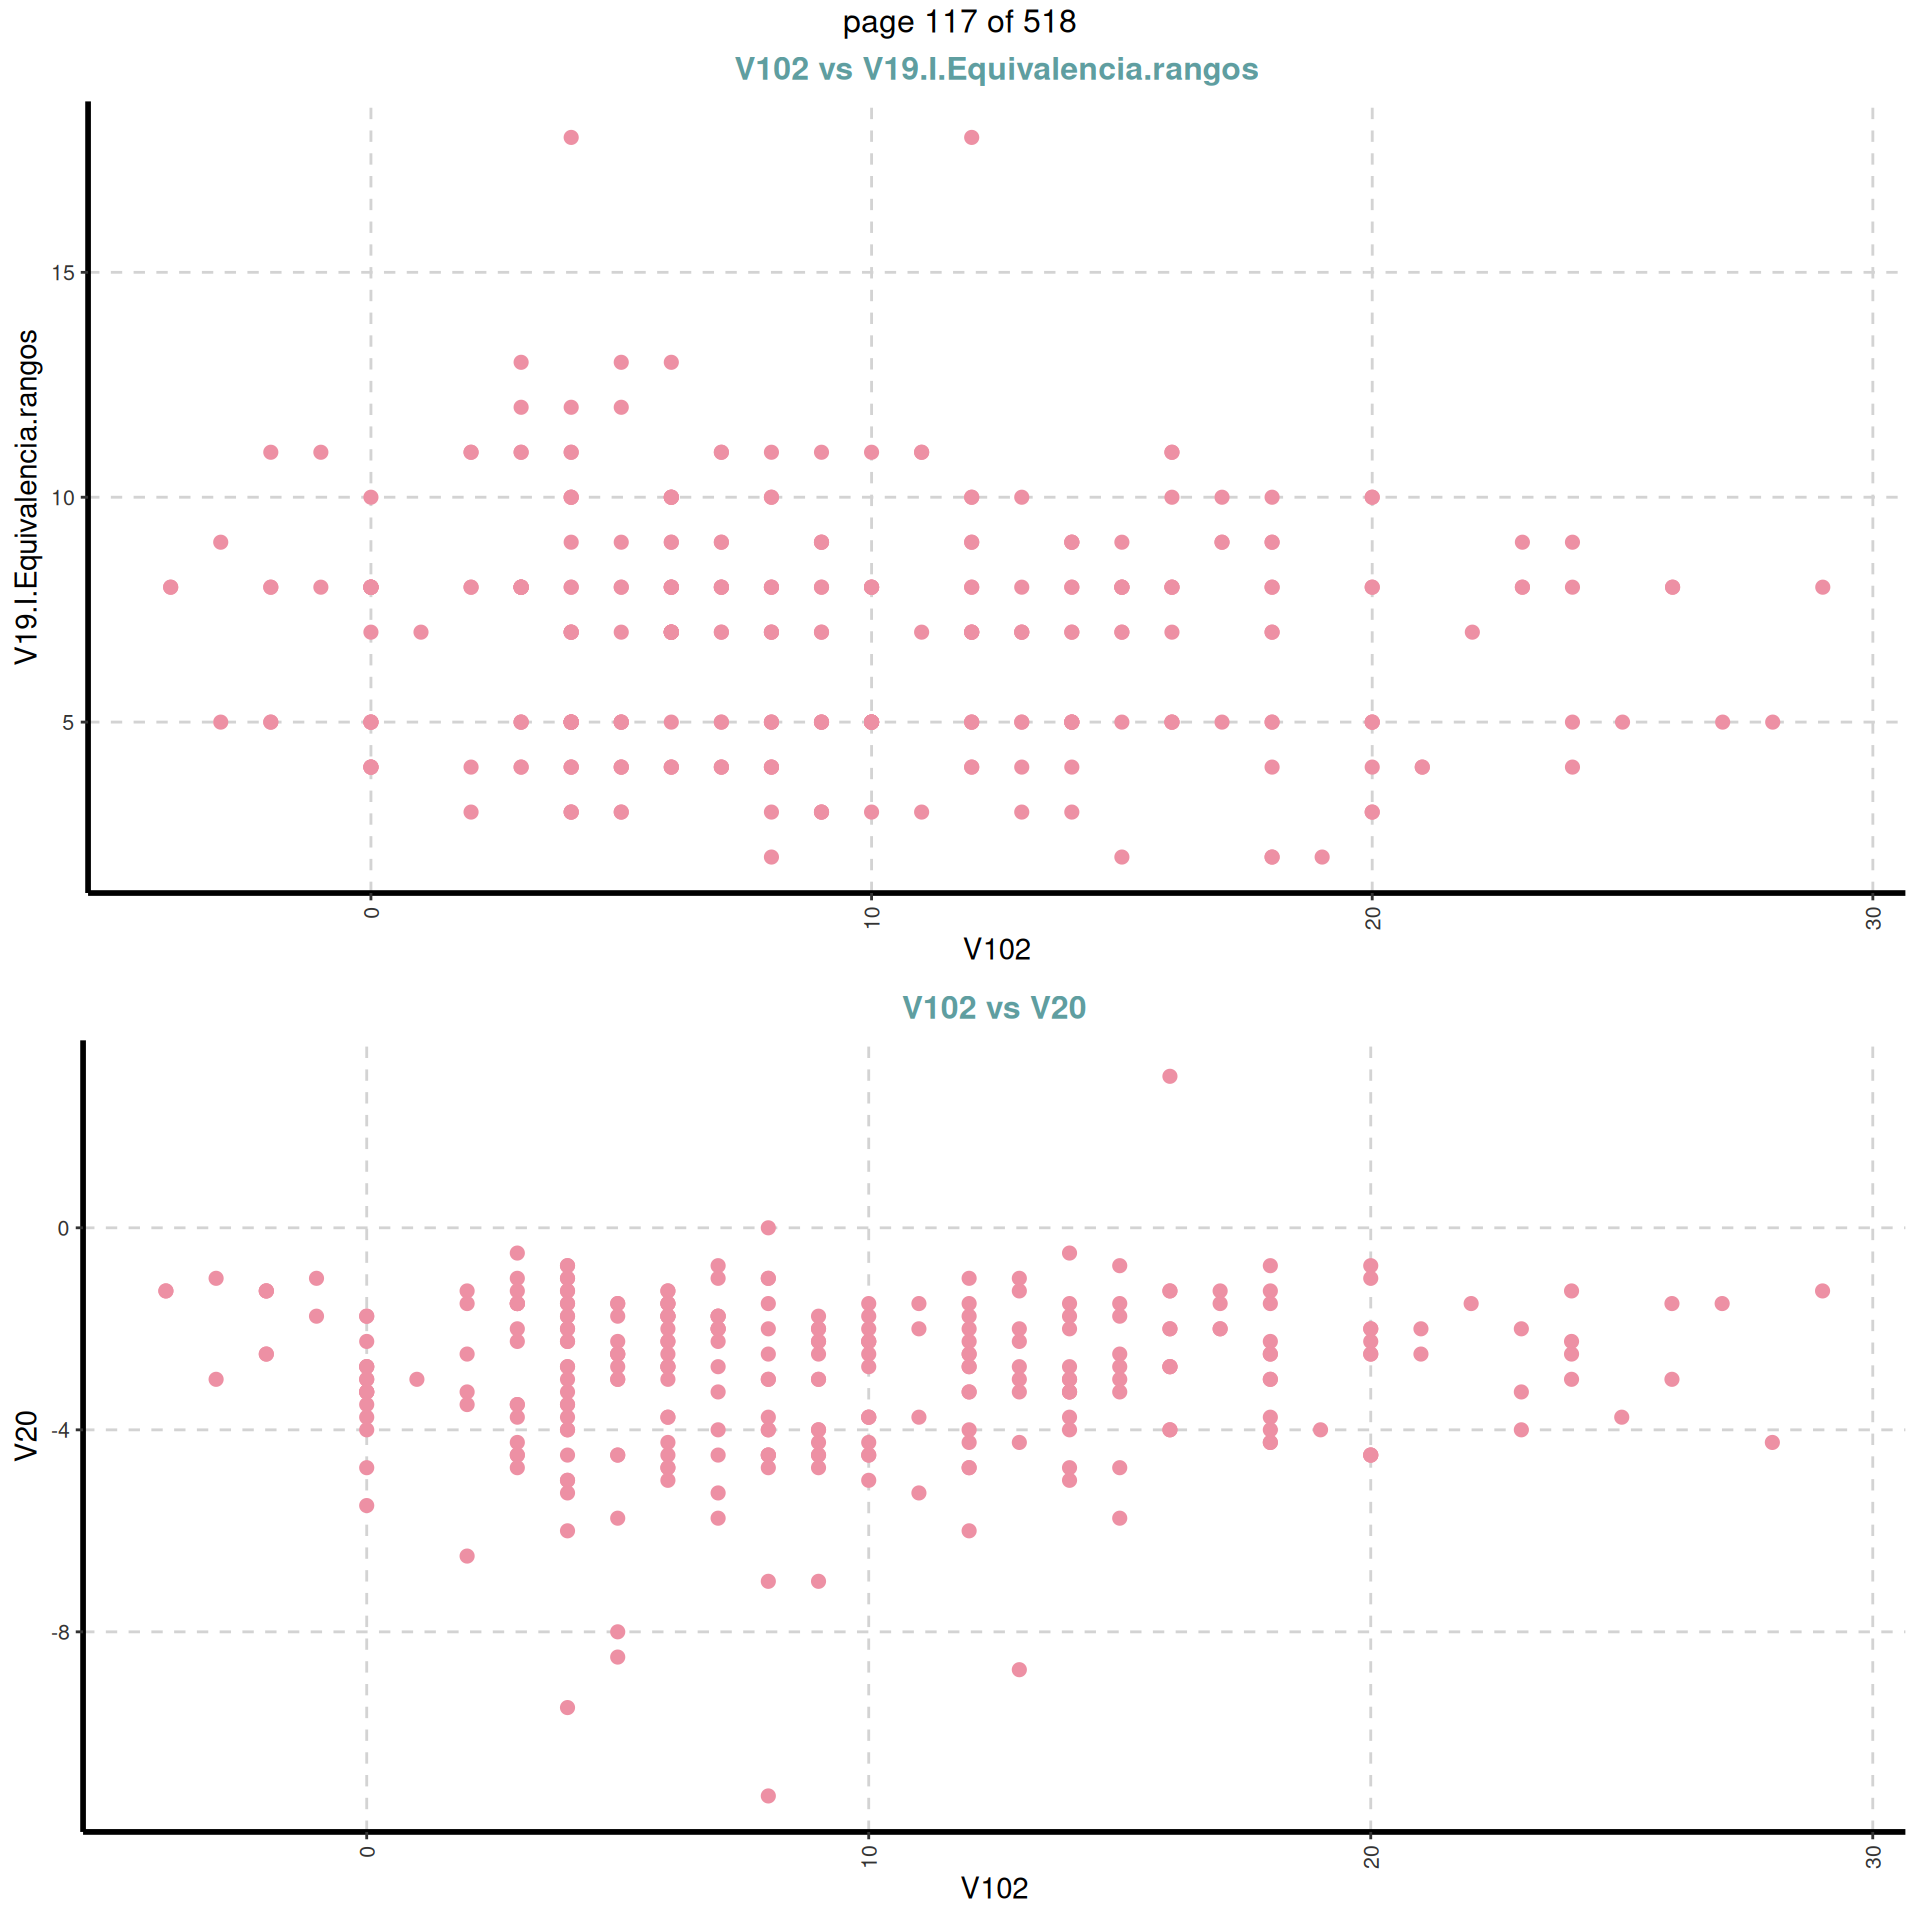 page 117 of 518
V102 vs V19.I.Equivalencia.rangos
V19.I.Equivalencia.rangos
15
10
5
0 10 20 30
V102
V102 vs V20
V20
0
-4
-8
0 10 20 30
V102